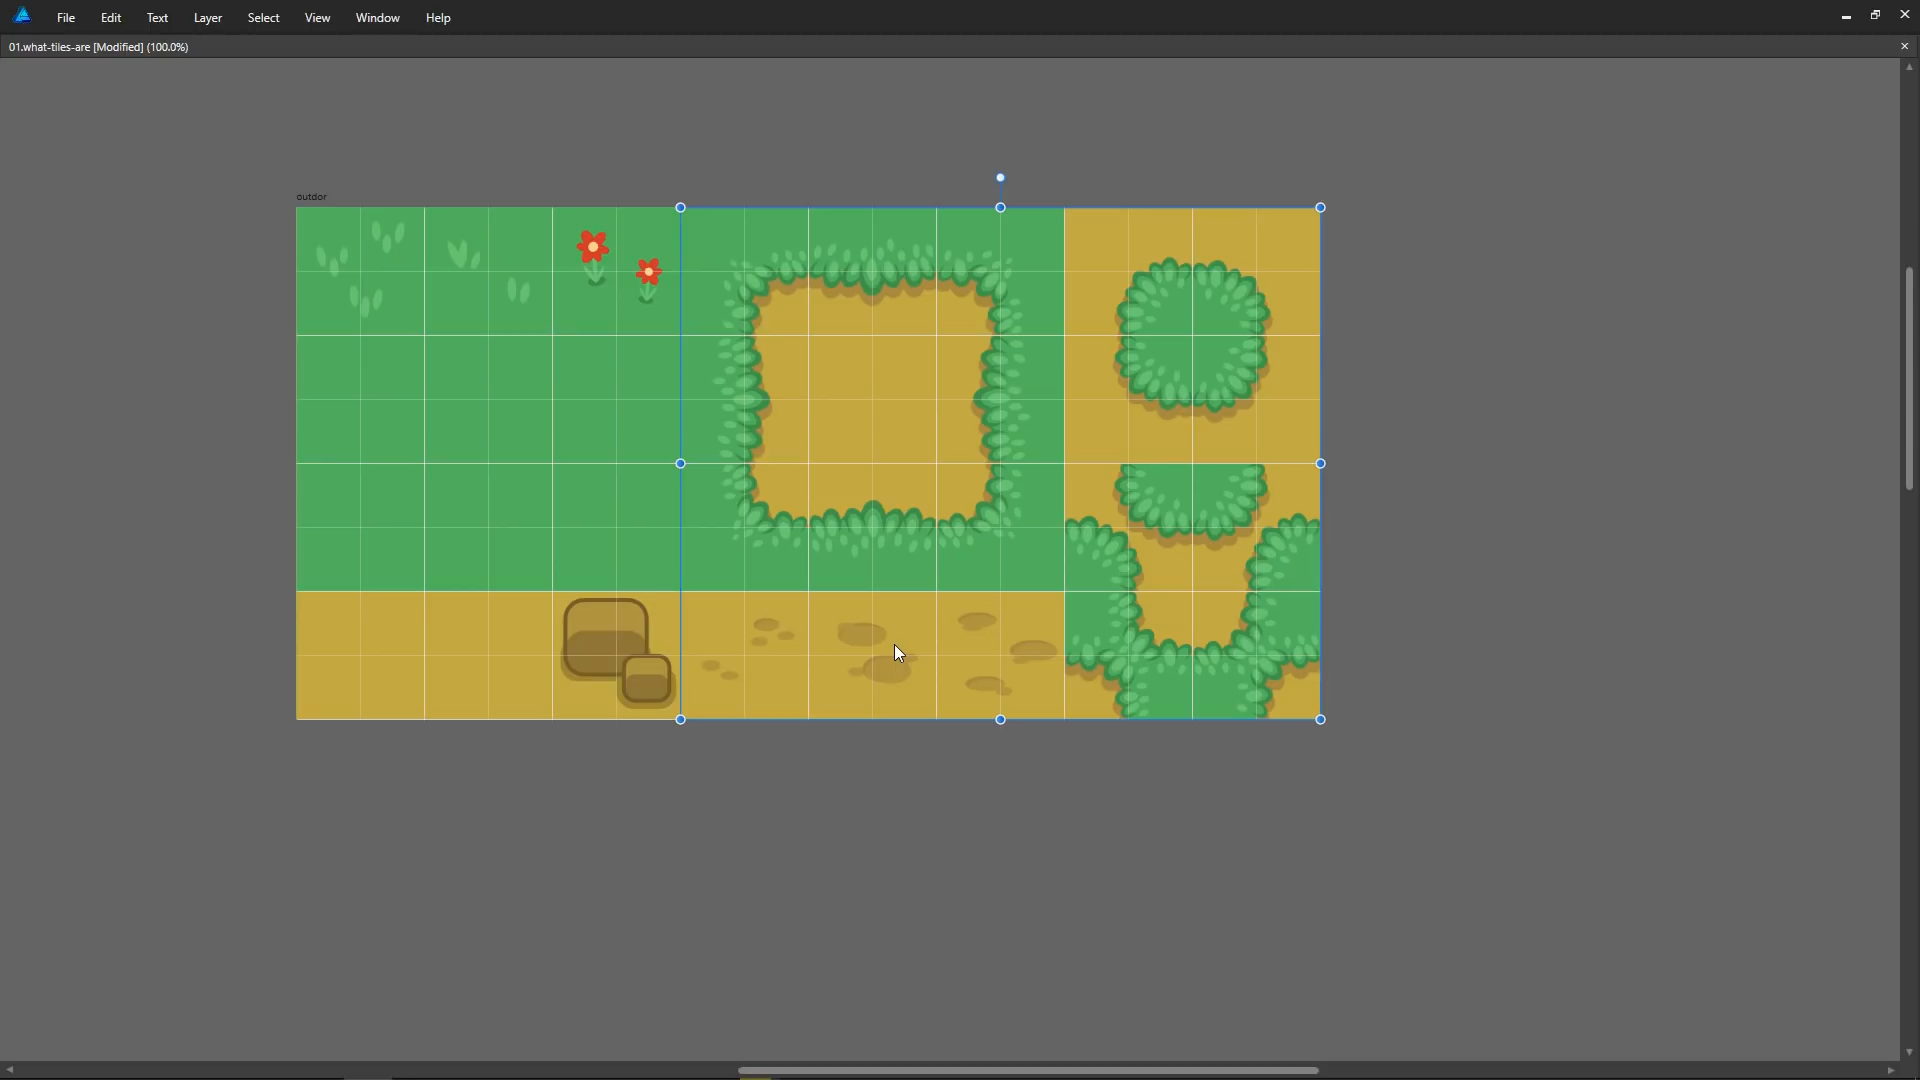 File Edit Text Layer Select View Window Help
01.what-tiles-are [Modified] (100.0%)
outdor